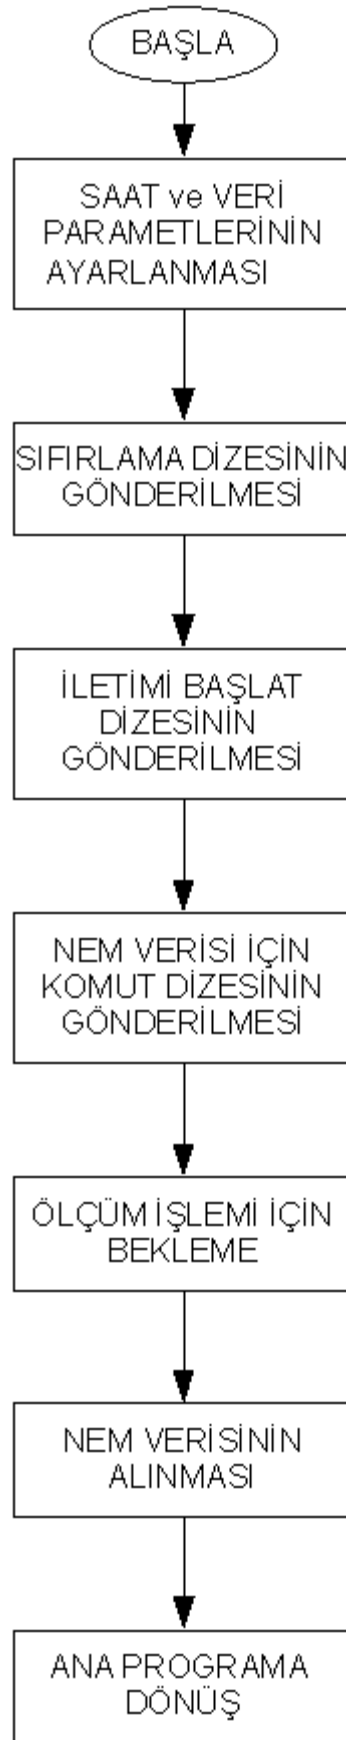 BAŞLA
SAAT ve VERİ
PARAMETLERİNİN
AYARLANMASI
SIFIRLAMA DİZESİNİN
GÖNDERİLMESİ
İLETİMİ BAŞLAT
DİZESİNİN
GÖNDERİLMESİ
NEM VERİSİ İÇİN
KOMUT DİZESİNİN
GÖNDERİLMESİ
ÖLÇÜM İŞLEMİ İÇİN
BEKLEME
NEM VERİSİNİN
ALINMASI
ANA PROGRAMA
DÖNÜŞ